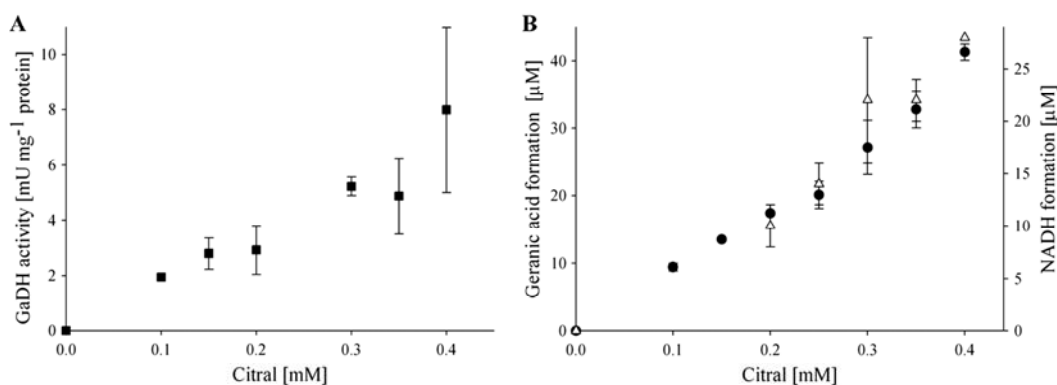 A
GaDH activity [mU mg⁻¹ protein]
10
8
6
4
2
0
0.0 0.1 0.2 0.3 0.4
Citral [mM]
B
Geranic acid formation [µM]
40
30
20
10
0
0.0 0.1 0.2 0.3 0.4
Citral [mM]
25
20
15
10
5
0
NADH formation [µM]